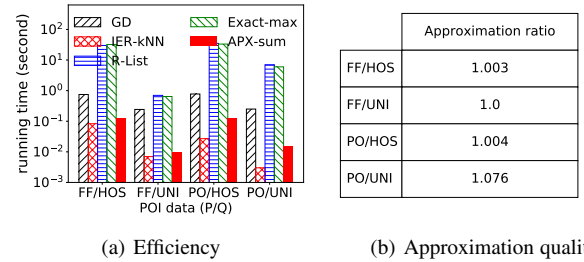 GD
IER-kNN
R-List
Exact-max
APX-sum
running time (second)
10²
10¹
10⁰
10⁻¹
10⁻²
10⁻³
FF/HOS FF/UNI PO/HOS PO/UNI
POI data (P/Q)
(a) Efficiency
Approximation ratio
FF/HOS 1.003
FF/UNI 1.0
PO/HOS 1.004
PO/UNI 1.076
(b) Approximation quali